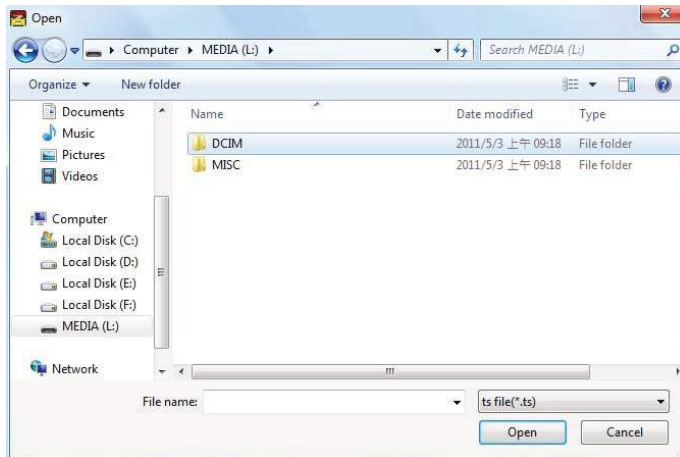 Open
Computer ▸ MEDIA (L:) ▸
Search MEDIA (L:)
Organize
New folder
Name
Date modified
Type
Documents
Music
Pictures
Videos
Computer
Local Disk (C:)
Local Disk (D:)
Local Disk (E:)
Local Disk (F:)
MEDIA (L:)
Network
DCIM 2011/5/3 上午 09:18 File folder
MISC 2011/5/3 上午 09:18 File folder
File name:
ts file(*.ts)
Open
Cancel